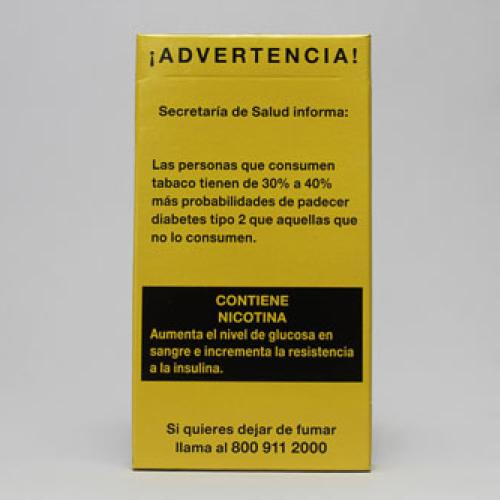 ¡ADVERTENCIA!
Secretaría de Salud informa:
Las personas que consumen
tabaco tienen de 30% a 40%
más probabilidades de padecer
diabetes tipo 2 que aquellas que
no lo consumen.
CONTIENE
NICOTINA
Aumenta el nivel de glucosa en
sangre e incrementa la resistencia
a la insulina.
Si quieres dejar de fumar
llama al 800 911 2000